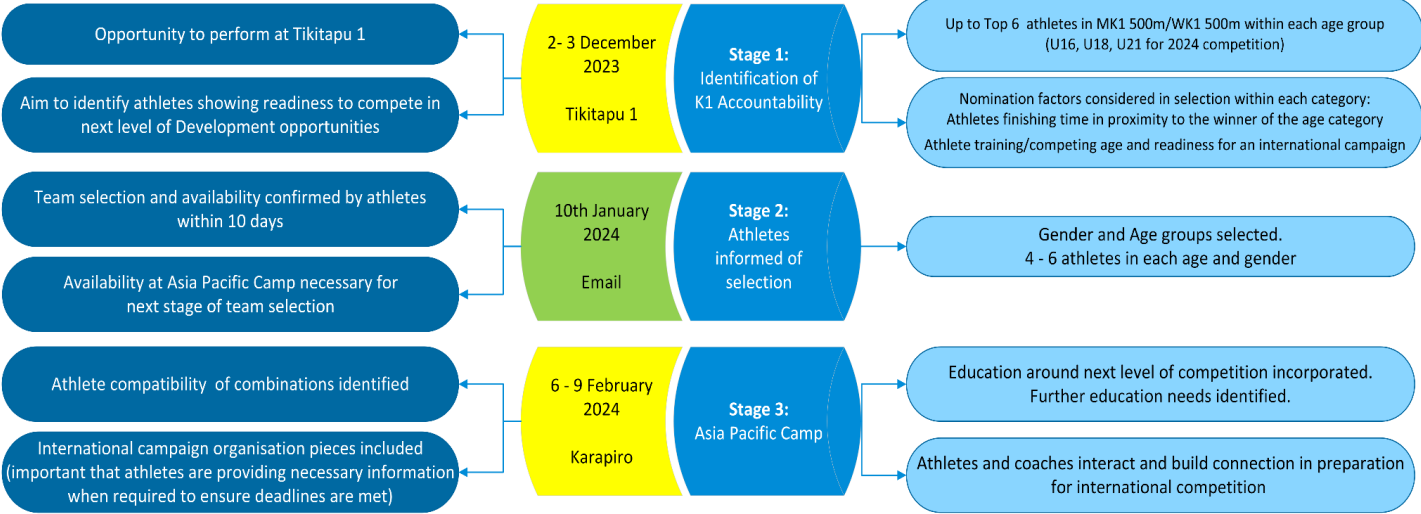 Opportunity to perform at Tikitapu 1
Aim to identify athletes showing readiness to compete in
next level of Development opportunities
2- 3 December
2023
Tikitapu 1
Stage 1:
Identification of
K1 Accountability
Up to Top 6 athletes in MK1 500m/WK1 500m within each age group
(U16, U18, U21 for 2024 competition)
Nomination factors considered in selection within each category:
Athletes finishing time in proximity to the winner of the age category
Athlete training/competing age and readiness for an international campaign
Team selection and availability confirmed by athletes
within 10 days
Availability at Asia Pacific Camp necessary for
next stage of team selection
10th January
2024
Email
Stage 2:
Athletes
informed of
selection
Gender and Age groups selected.
4 - 6 athletes in each age and gender
Athlete compatibility of combinations identified
International campaign organisation pieces included
(important that athletes are providing necessary information
when required to ensure deadlines are met)
6 - 9 February
2024
Karapiro
Stage 3:
Asia Pacific Camp
Education around next level of competition incorporated.
Further education needs identified.
Athletes and coaches interact and build connection in preparation
for international competition